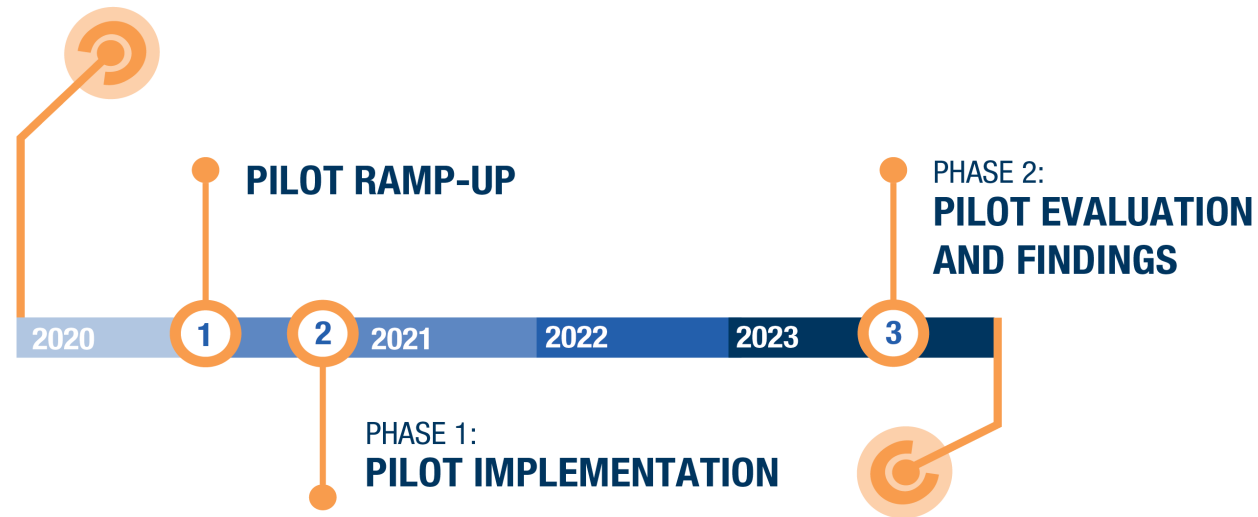 PILOT RAMP-UP
PHASE 2:
PILOT EVALUATION
AND FINDINGS
2020 1 2 2021 2022 2023 3
PHASE 1:
PILOT IMPLEMENTATION